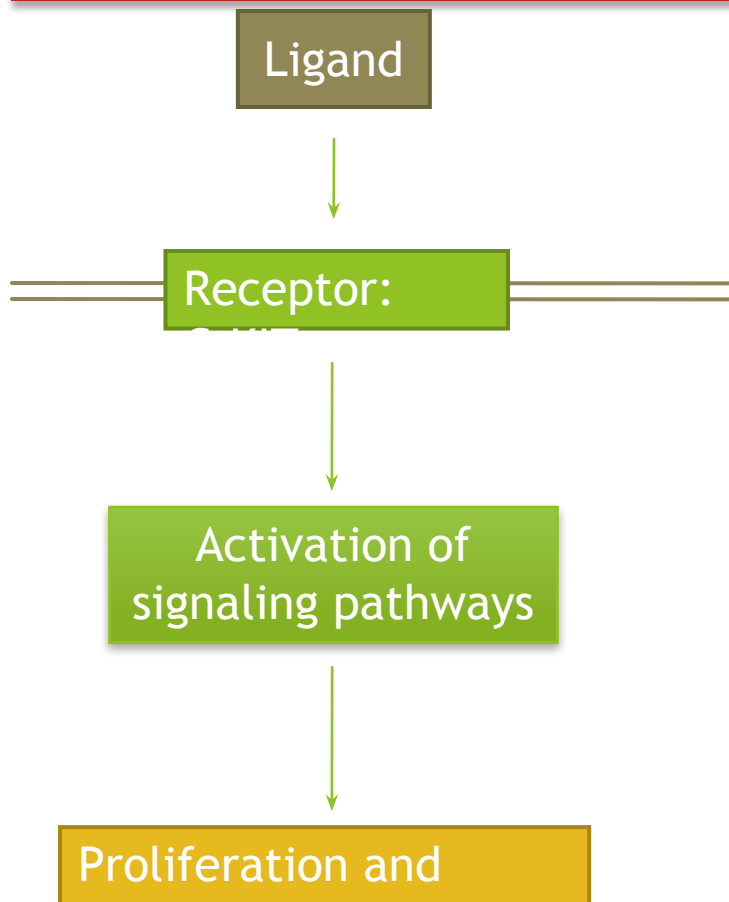 Ligand
Receptor:
Activation of
signaling pathways
Proliferation and